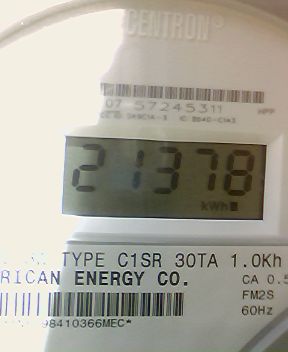 CENTRON®
07 57245311
21378
kWh
TYPE C1SR 30TA 1.0Kh
RICAN ENERGY CO.
CA 0.5
FM2S
60Hz
98410366MEC*